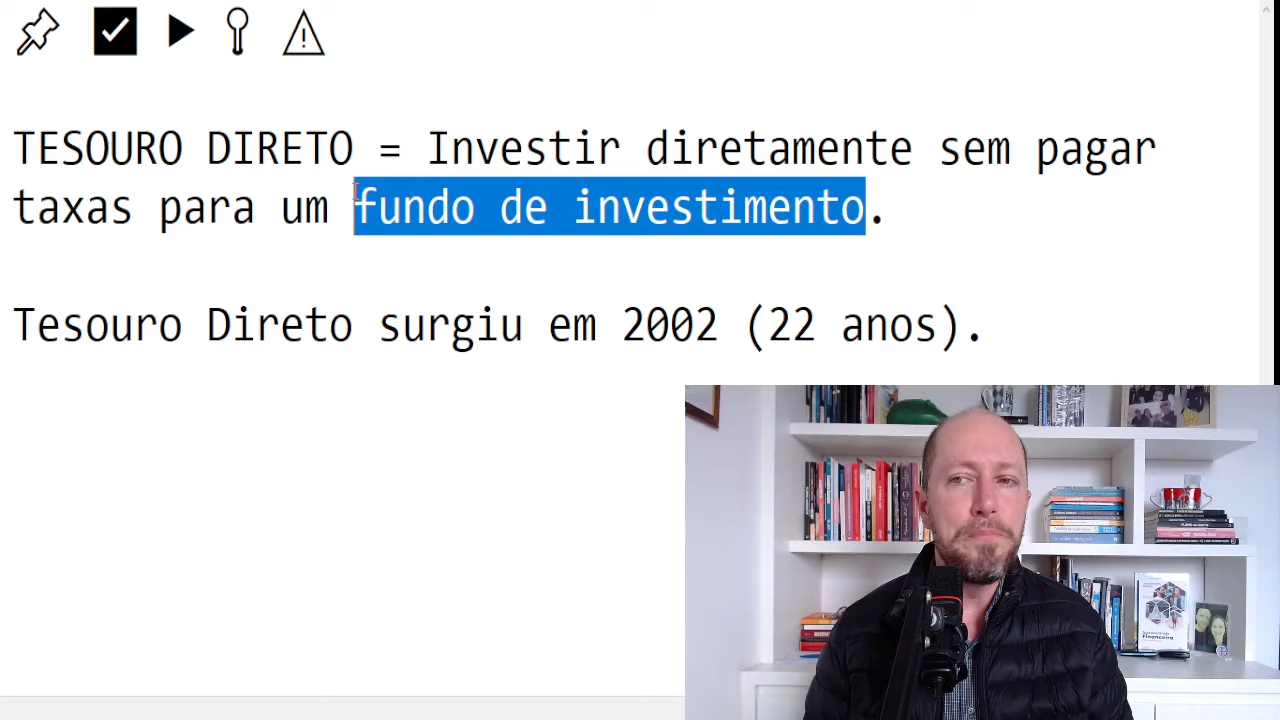 TESOURO DIRETO = Investir diretamente sem pagar
taxas para um fundo de investimento.
Tesouro Direto surgiu em 2002 (22 anos).